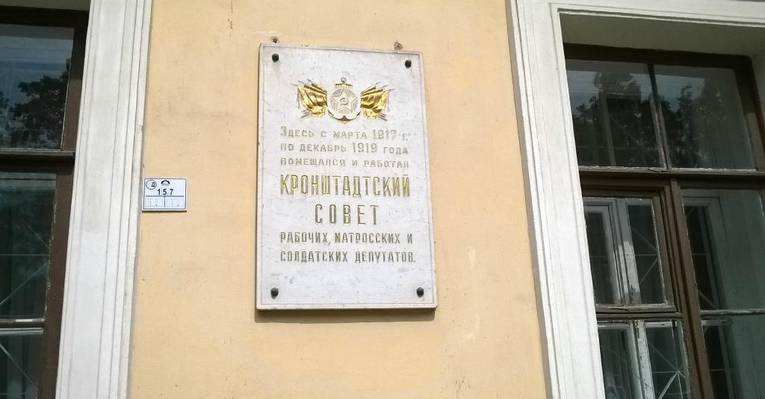 Здесь с марта 1917 г.
по декабрь 1919 года
помещался и работал
КРОНШТАДТСКИЙ
СОВЕТ
РАБОЧИХ, МАТРОССКИХ И
СОЛДАТСКИХ ДЕПУТАТОВ.
157